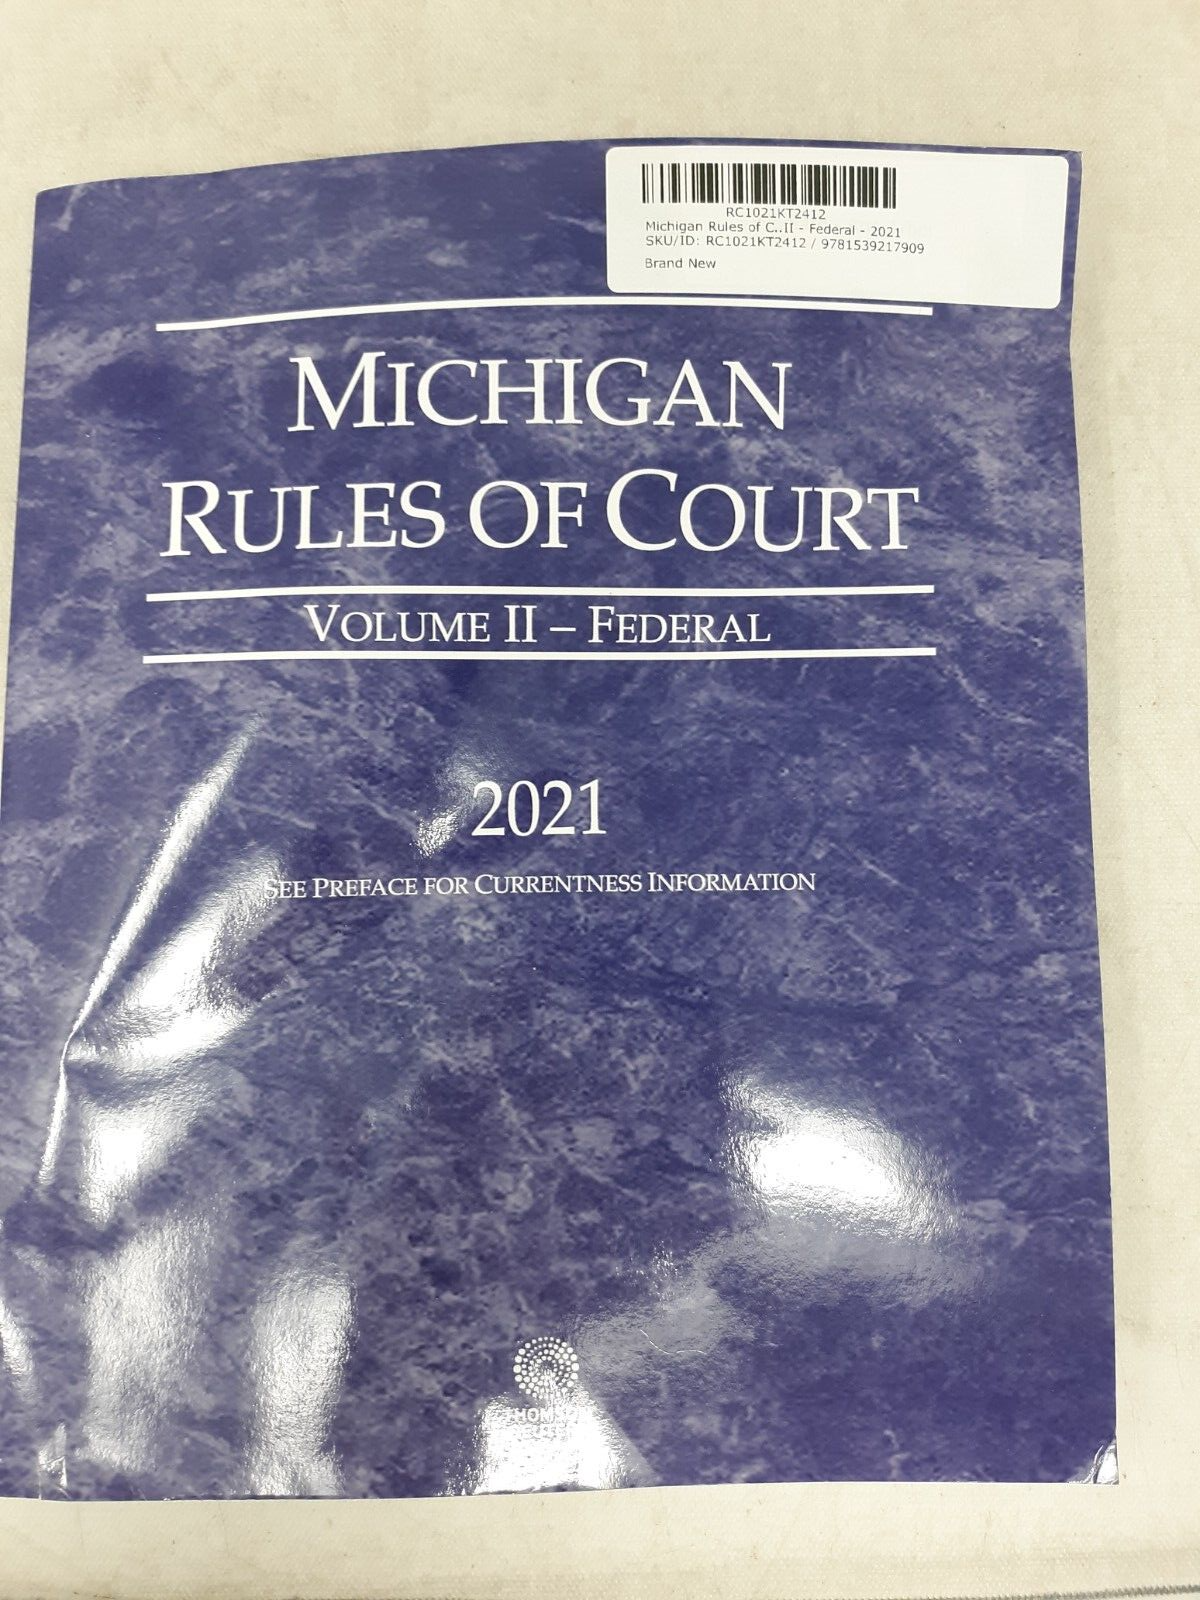 RC1021KT2412
Michigan Rules of C..II - Federal - 2021
SKU/ID: RC1021KT2412 / 9781539217909
Brand New
MICHIGAN
RULES OF COURT
VOLUME II – FEDERAL
2021
SEE PREFACE FOR CURRENTNESS INFORMATION